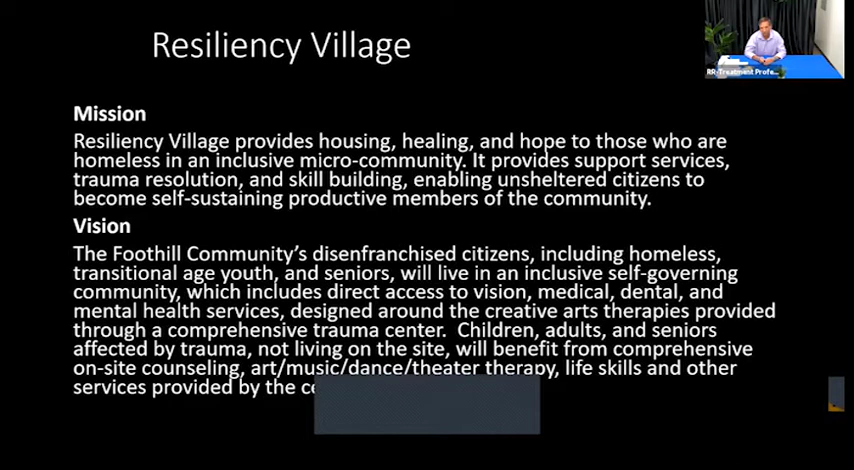 Resiliency Village
RR-Treatment Profe...
Mission
Resiliency Village provides housing, healing, and hope to those who are
homeless in an inclusive micro-community. It provides support services,
trauma resolution, and skill building, enabling unsheltered citizens to
become self-sustaining productive members of the community.
Vision
The Foothill Community's disenfranchised citizens, including homeless,
transitional age youth, and seniors, will live in an inclusive self-governing
community, which includes direct access to vision, medical, dental, and
mental health services, designed around the creative arts therapies provided
through a comprehensive trauma center. Children, adults, and seniors
affected by trauma, not living on the site, will benefit from comprehensive
on-site counseling, art/music/dance/theater therapy, life skills and other
services provided by the